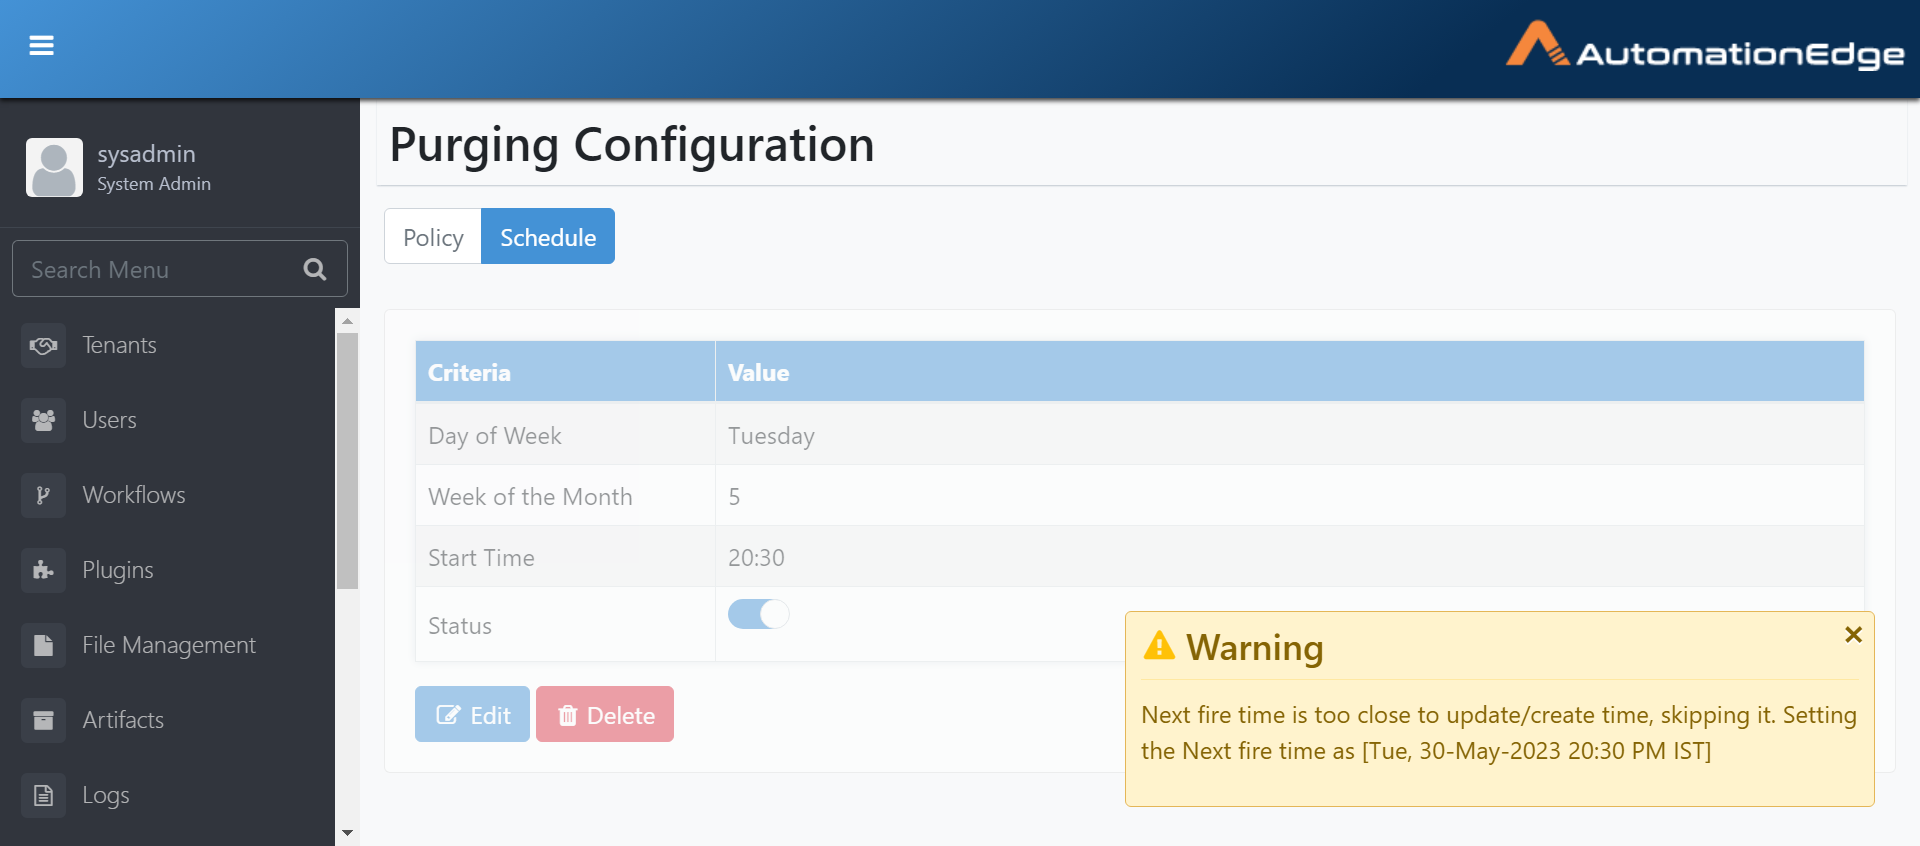 AutomationEdge
sysadmin
System Admin
Search Menu
Tenants
Users
Workflows
Plugins
File Management
Artifacts
Logs
Purging Configuration
Policy
Schedule
Criteria
Value
Day of Week
Tuesday
Week of the Month
5
Start Time
20:30
Status
Edit
Delete
Warning
Next fire time is too close to update/create time, skipping it. Setting
the Next fire time as [Tue, 30-May-2023 20:30 PM IST]